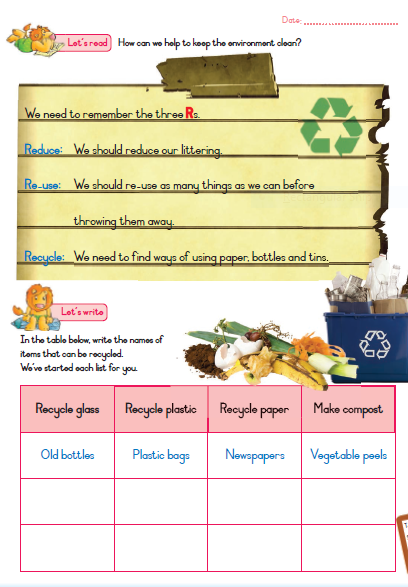 Date:
Let's read How can we help to keep the environment clean?
We need to remember the three Rs.
Reduce: We should reduce our littering.
Re-use: We should re-use as many things as we can before
throwing them away.
Recycle: We need to find ways of using paper, bottles and tins.
Let's write
In the table below, write the names of
items that can be recycled.
We've started each list for you.
Recycle glass Recycle plastic Recycle paper Make compost
Old bottles Plastic bags Newspapers Vegetable peels